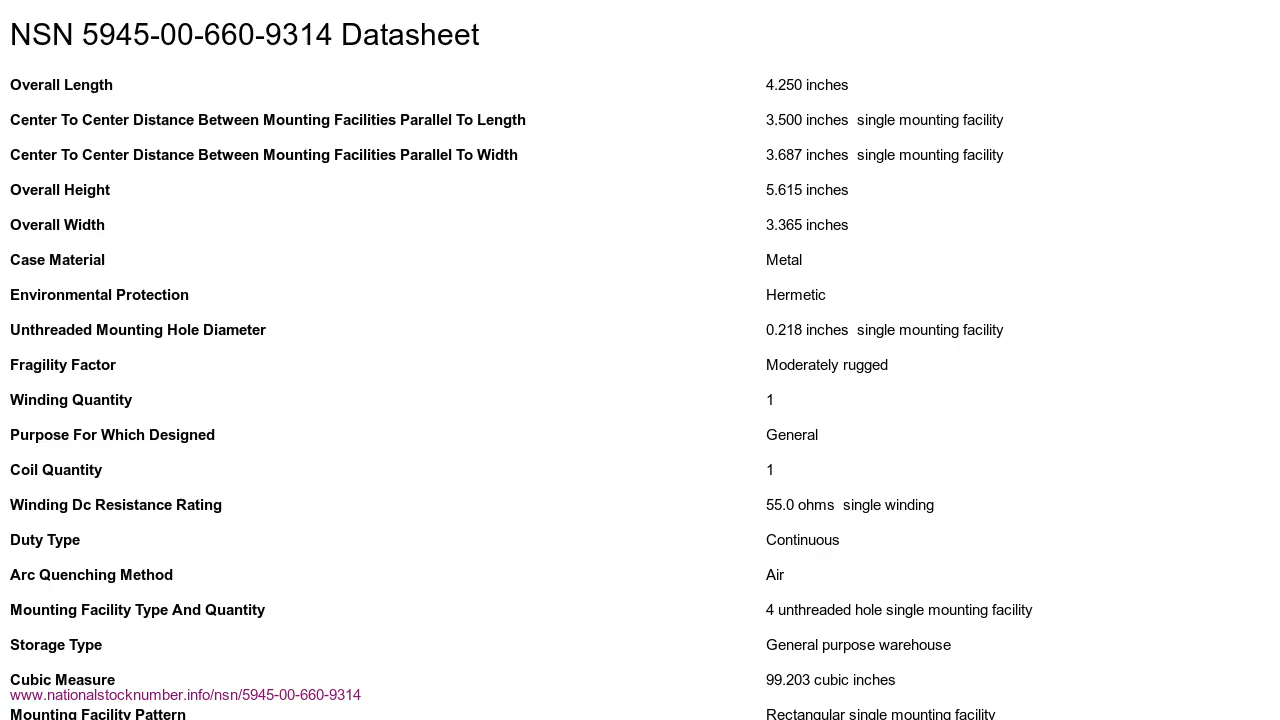 NSN 5945-00-660-9314 Datasheet
Overall Length 4.250 inches
Center To Center Distance Between Mounting Facilities Parallel To Length 3.500 inches  single mounting facility
Center To Center Distance Between Mounting Facilities Parallel To Width 3.687 inches  single mounting facility
Overall Height 5.615 inches
Overall Width 3.365 inches
Case Material Metal
Environmental Protection Hermetic
Unthreaded Mounting Hole Diameter 0.218 inches  single mounting facility
Fragility Factor Moderately rugged
Winding Quantity 1
Purpose For Which Designed General
Coil Quantity 1
Winding Dc Resistance Rating 55.0 ohms  single winding
Duty Type Continuous
Arc Quenching Method Air
Mounting Facility Type And Quantity 4 unthreaded hole single mounting facility
Storage Type General purpose warehouse
Cubic Measure 99.203 cubic inches
www.nationalstocknumber.info/nsn/5945-00-660-9314
Mounting Facility Pattern Rectangular single mounting facility